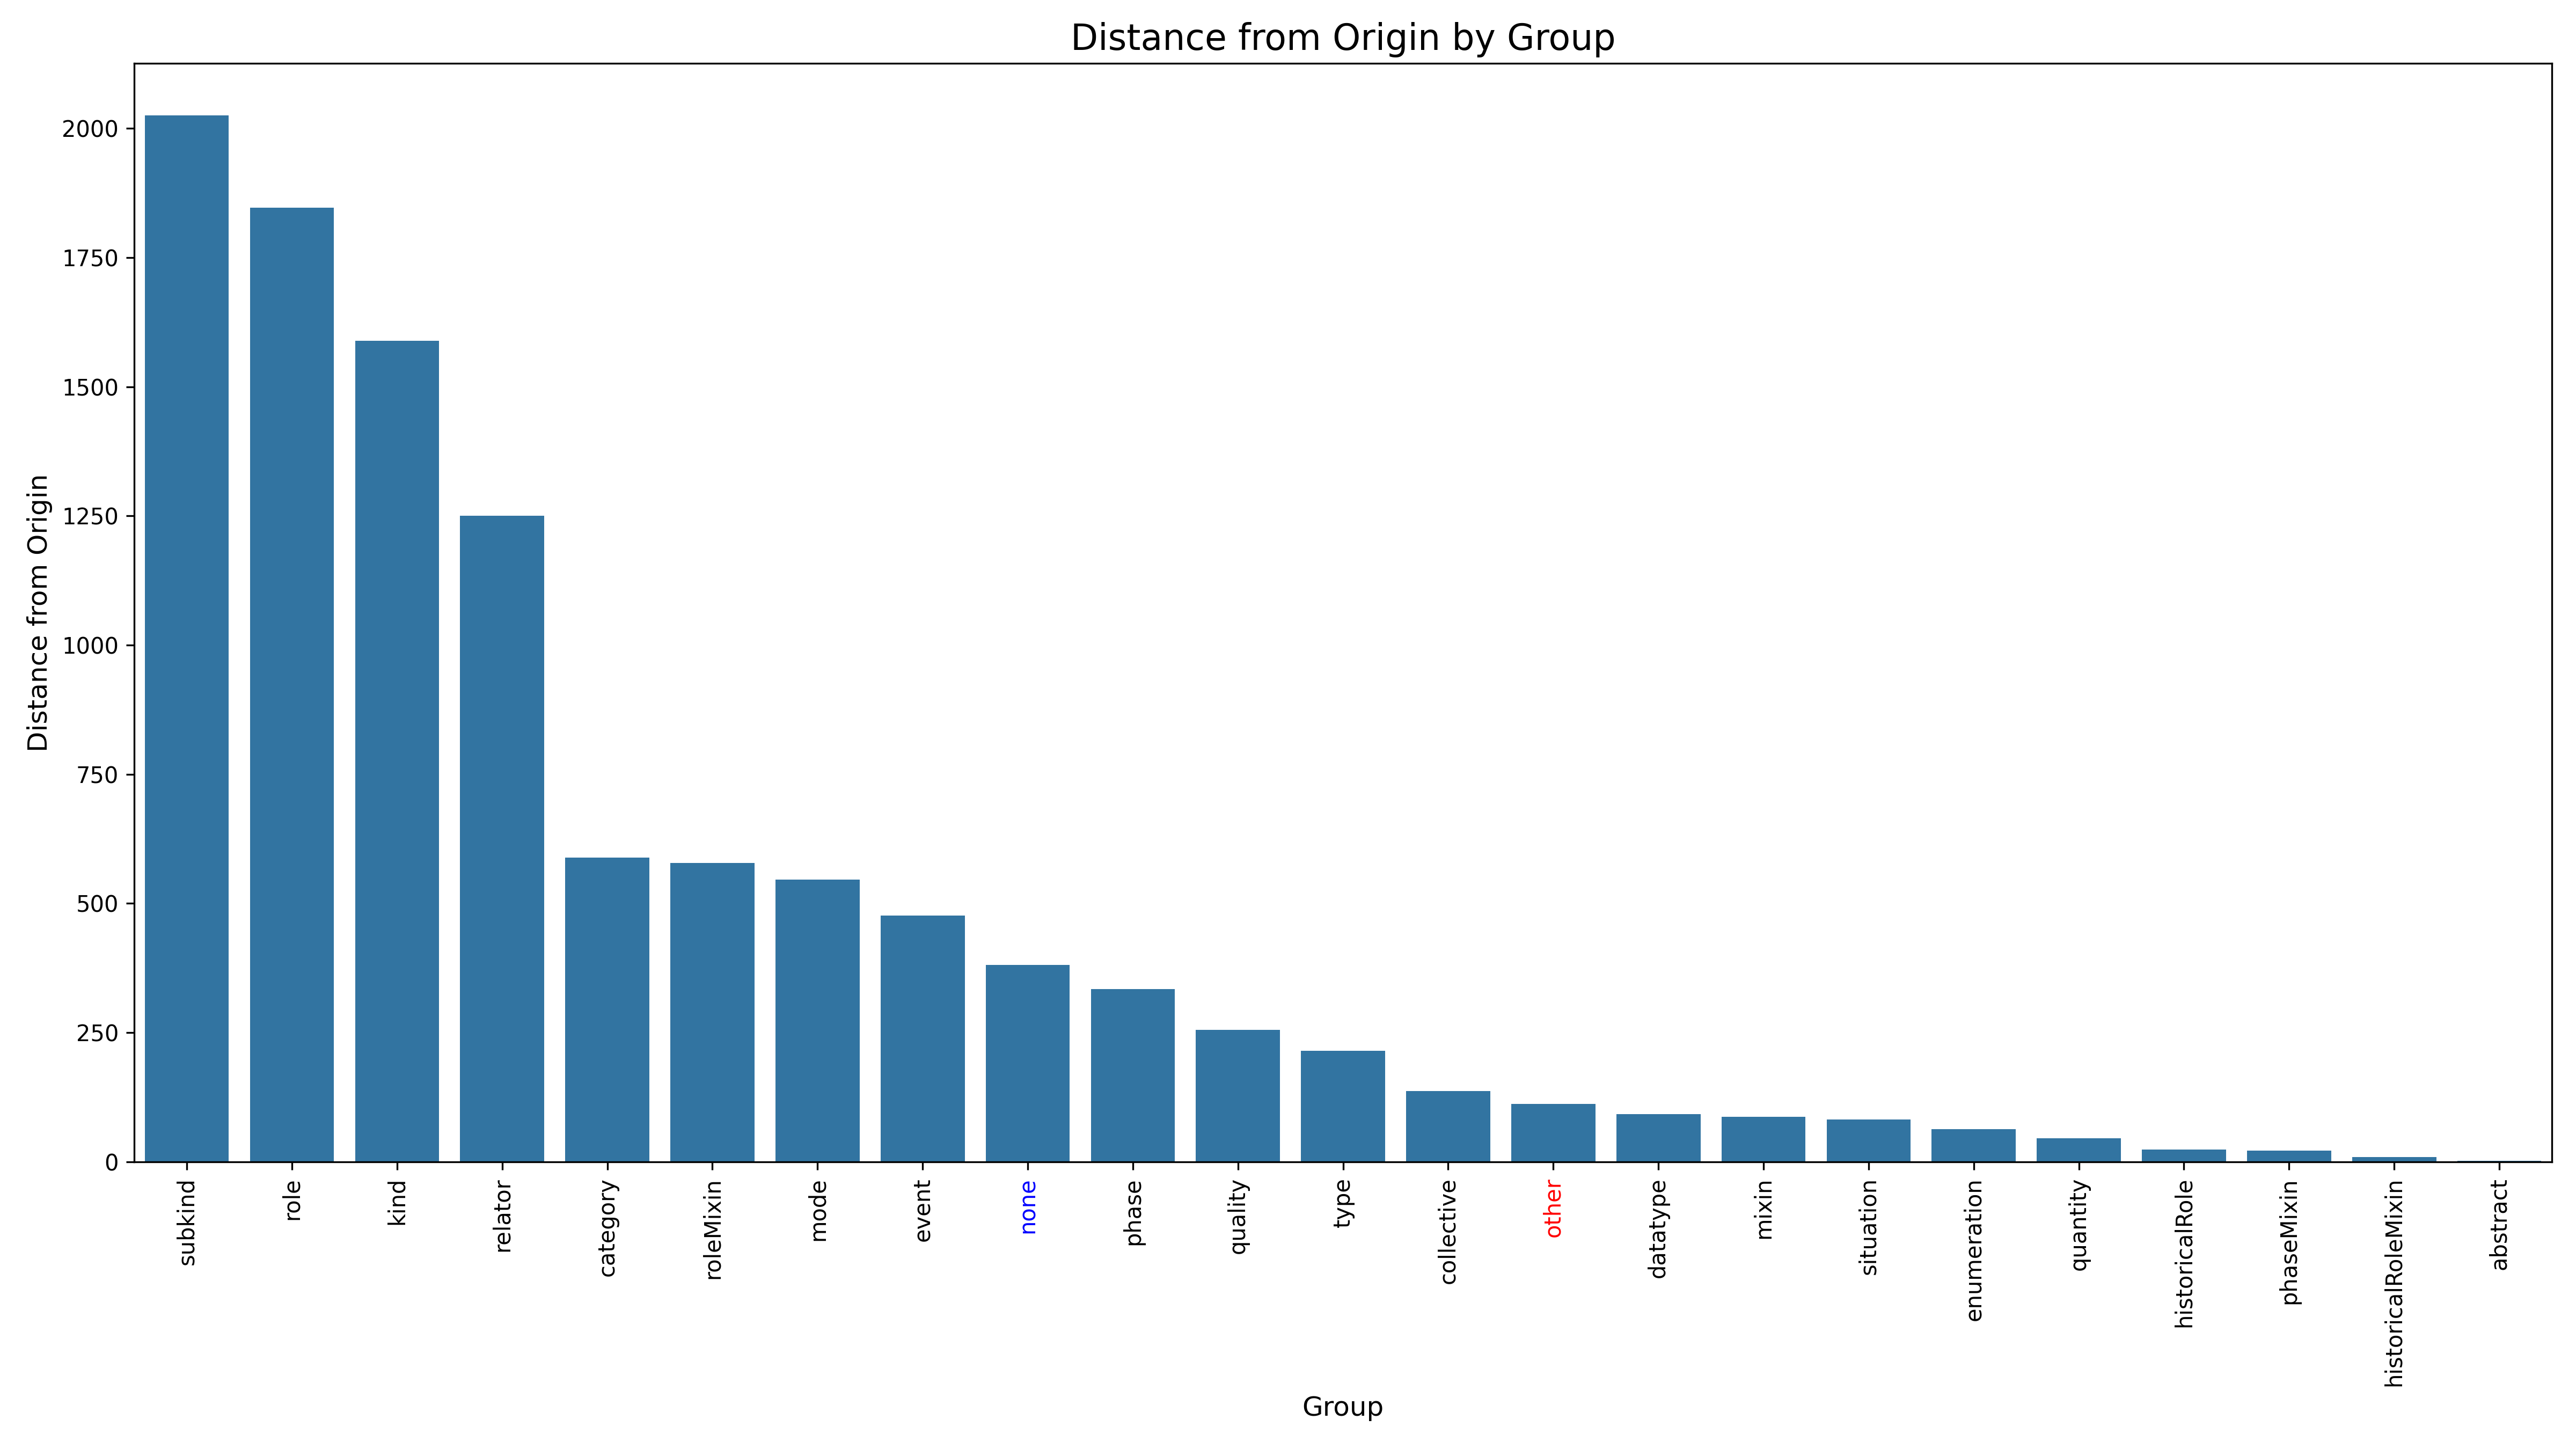 Distance from Origin by Group
Distance from Origin
2000
1750
1500
1250
1000
750
500
250
0
subkind
role
kind
relator
category
roleMixin
mode
event
none
phase
quality
type
collective
other
datatype
mixin
situation
enumeration
quantity
historicalRole
phaseMixin
historicalRoleMixin
abstract
Group